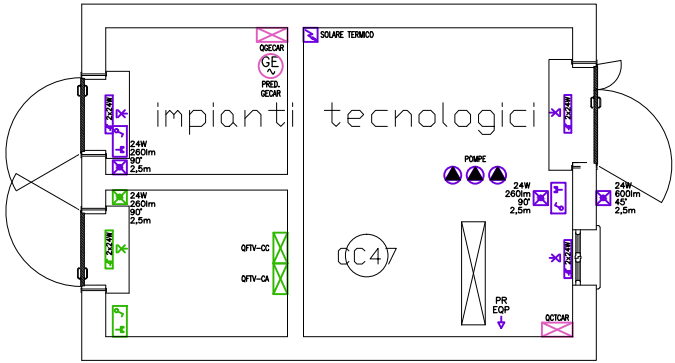 SOLARE TERMICO
QGECAR
GE
PRED.
GECAR
2x24W
2x24W
impianti tecnologici
24W
260lm
90°
2,5m
POMPE
24W
260lm
90°
2,5m
24W
260lm
90°
2,5m
24W
600lm
45°
2,5m
2x24W
QFTV-CC
CC47
2x24W
QFTV-CA
PR
EQP
QCTCAR